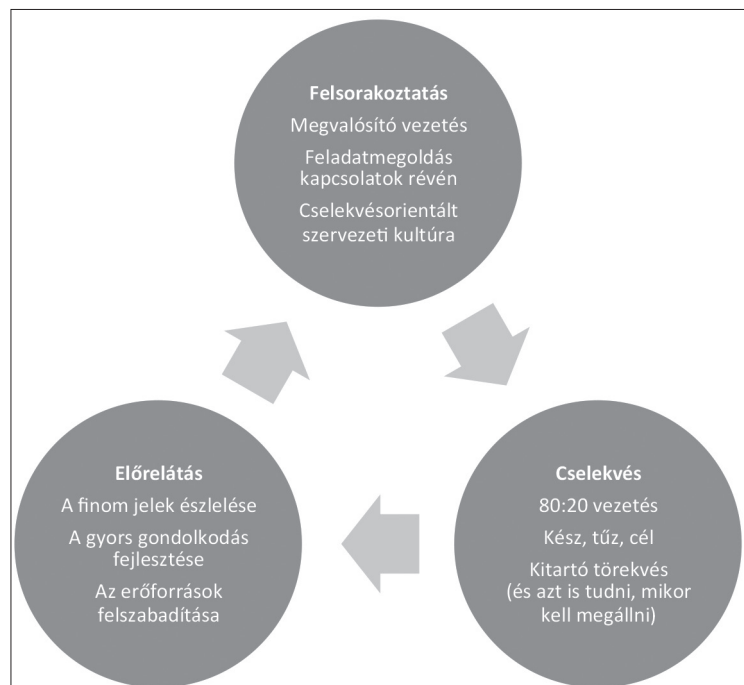 Felsorakoztatás
Megvalósító vezetés
Feladatmegoldás
kapcsolatok révén
Cselekvésorientált
szervezeti kultúra
Cselekvés
80:20 vezetés
Kész, tűz, cél
Kitartó törekvés
(és azt is tudni, mikor
kell megállni)
Előrelátás
A finom jelek észlelése
A gyors gondolkodás
fejlesztése
Az erőforrások
felszabadítása